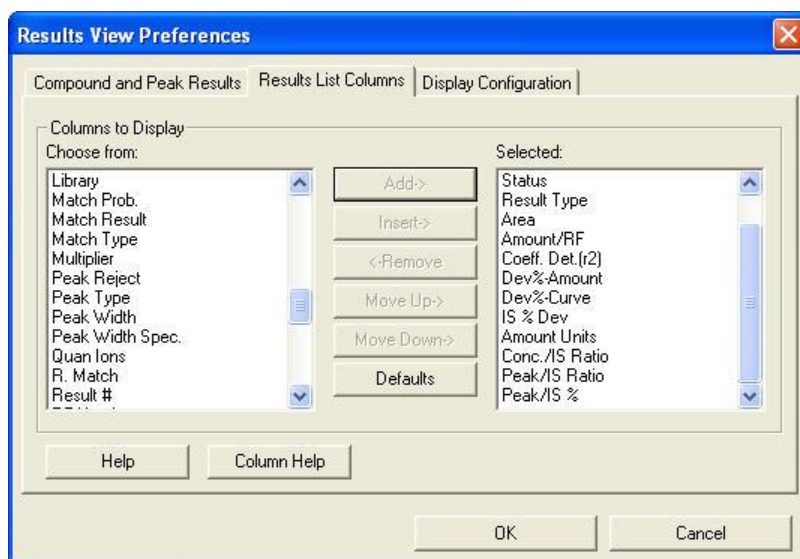 Results View Preferences
Compound and Peak Results
Results List Columns
Display Configuration
Columns to Display
Choose from:
Library
Match Prob.
Match Result
Match Type
Multiplier
Peak Reject
Peak Type
Peak Width
Peak Width Spec.
Quan Ions
R. Match
Result #
Add->
Insert->
<-Remove
Move Up->
Move Down->
Defaults
Selected:
Status
Result Type
Area
Amount/RF
Coeff. Det.(r2)
Dev%-Amount
Dev%-Curve
IS % Dev
Amount Units
Conc./IS Ratio
Peak/IS Ratio
Peak/IS %
Help
Column Help
OK
Cancel